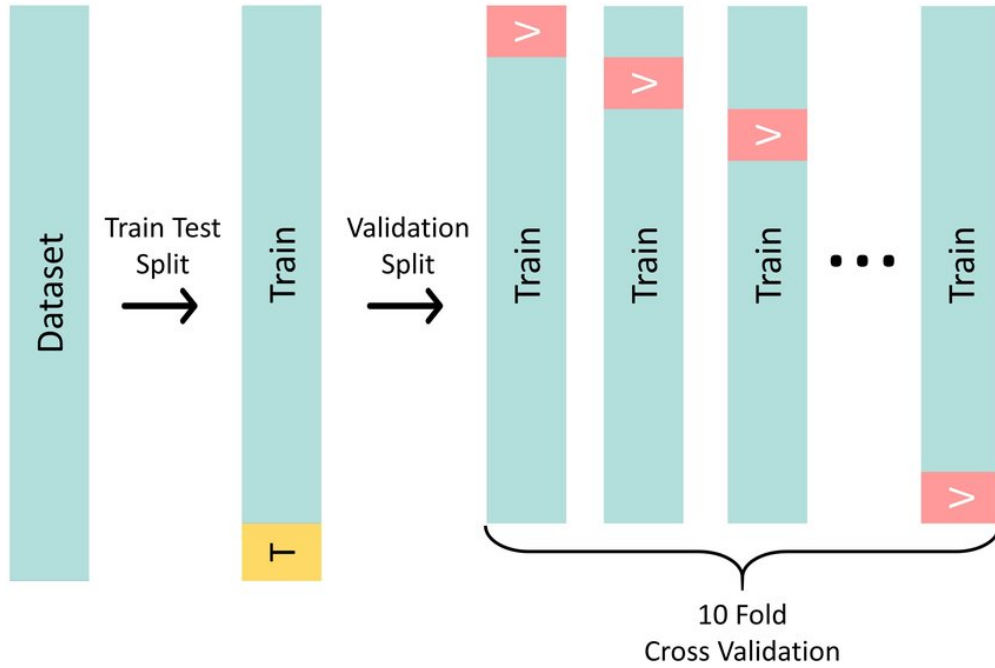 Dataset
Train Test
Split
Train
T
Validation
Split
V
Train
V
Train
V
Train
...
V
Train
10 Fold
Cross Validation